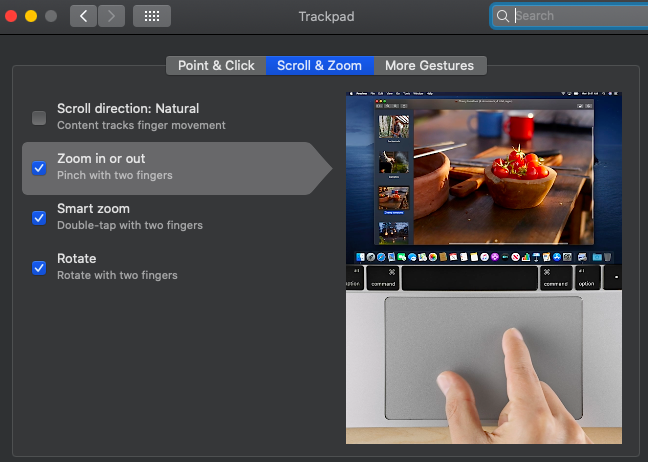 Trackpad
Search
Point & Click
Scroll & Zoom
More Gestures
Scroll direction: Natural
Content tracks finger movement
Zoom in or out
Pinch with two fingers
Smart zoom
Double-tap with two fingers
Rotate
Rotate with two fingers
command
command
option